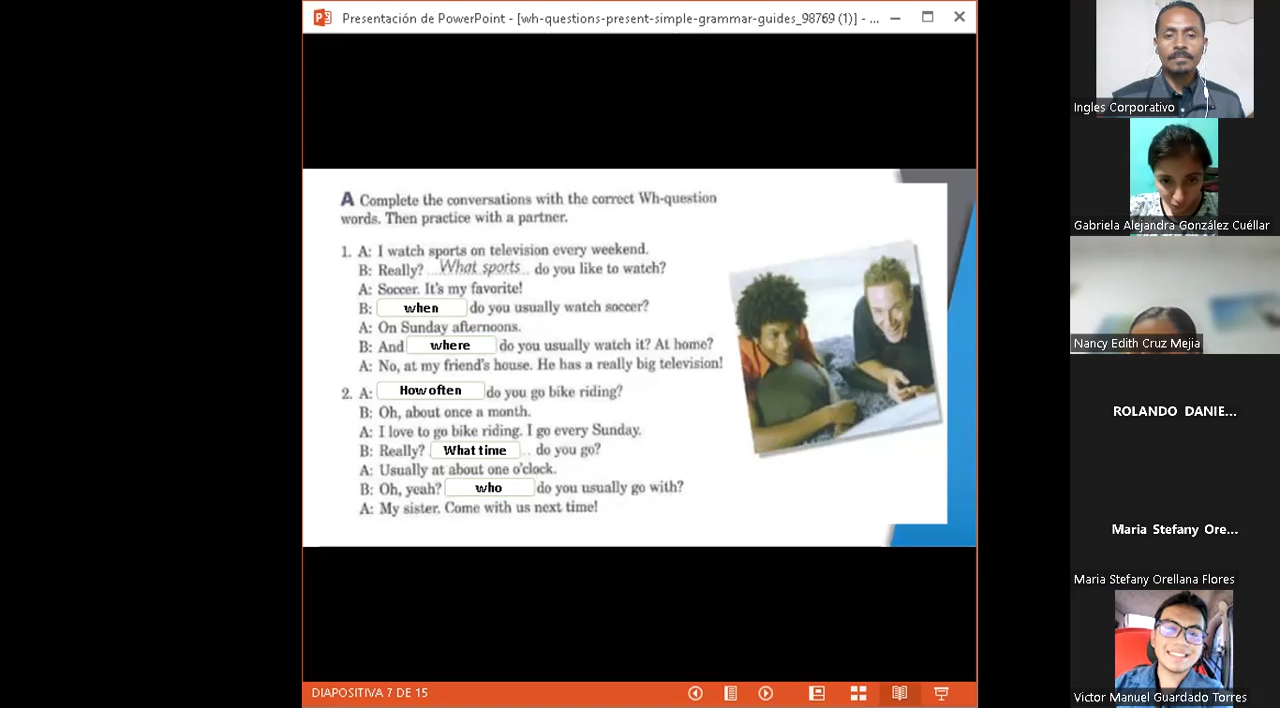 Presentación de PowerPoint - [wh-questions-present-simple-grammar-guides_98769 (1)] - ...
A Complete the conversations with the correct Wh-question
words. Then practice with a partner.
1. A: I watch sports on television every weekend.
B: Really? What sports do you like to watch?
A: Soccer. It's my favorite!
B: when do you usually watch soccer?
A: On Sunday afternoons.
B: And where do you usually watch it? At home?
A: No, at my friend's house. He has a really big television!
2. A: How often do you go bike riding?
B: Oh, about once a month.
A: I love to go bike riding. I go every Sunday.
B: Really? What time do you go?
A: Usually at about one o'clock.
B: Oh, yeah? who do you usually go with?
A: My sister. Come with us next time!
DIAPOSITIVA 7 DE 15
Ingles Corporativo
Gabriela Alejandra González Cuéllar
Nancy Edith Cruz Mejia
ROLANDO DANIE...
Maria Stefany Ore...
Maria Stefany Orellana Flores
Victor Manuel Guardado Torres